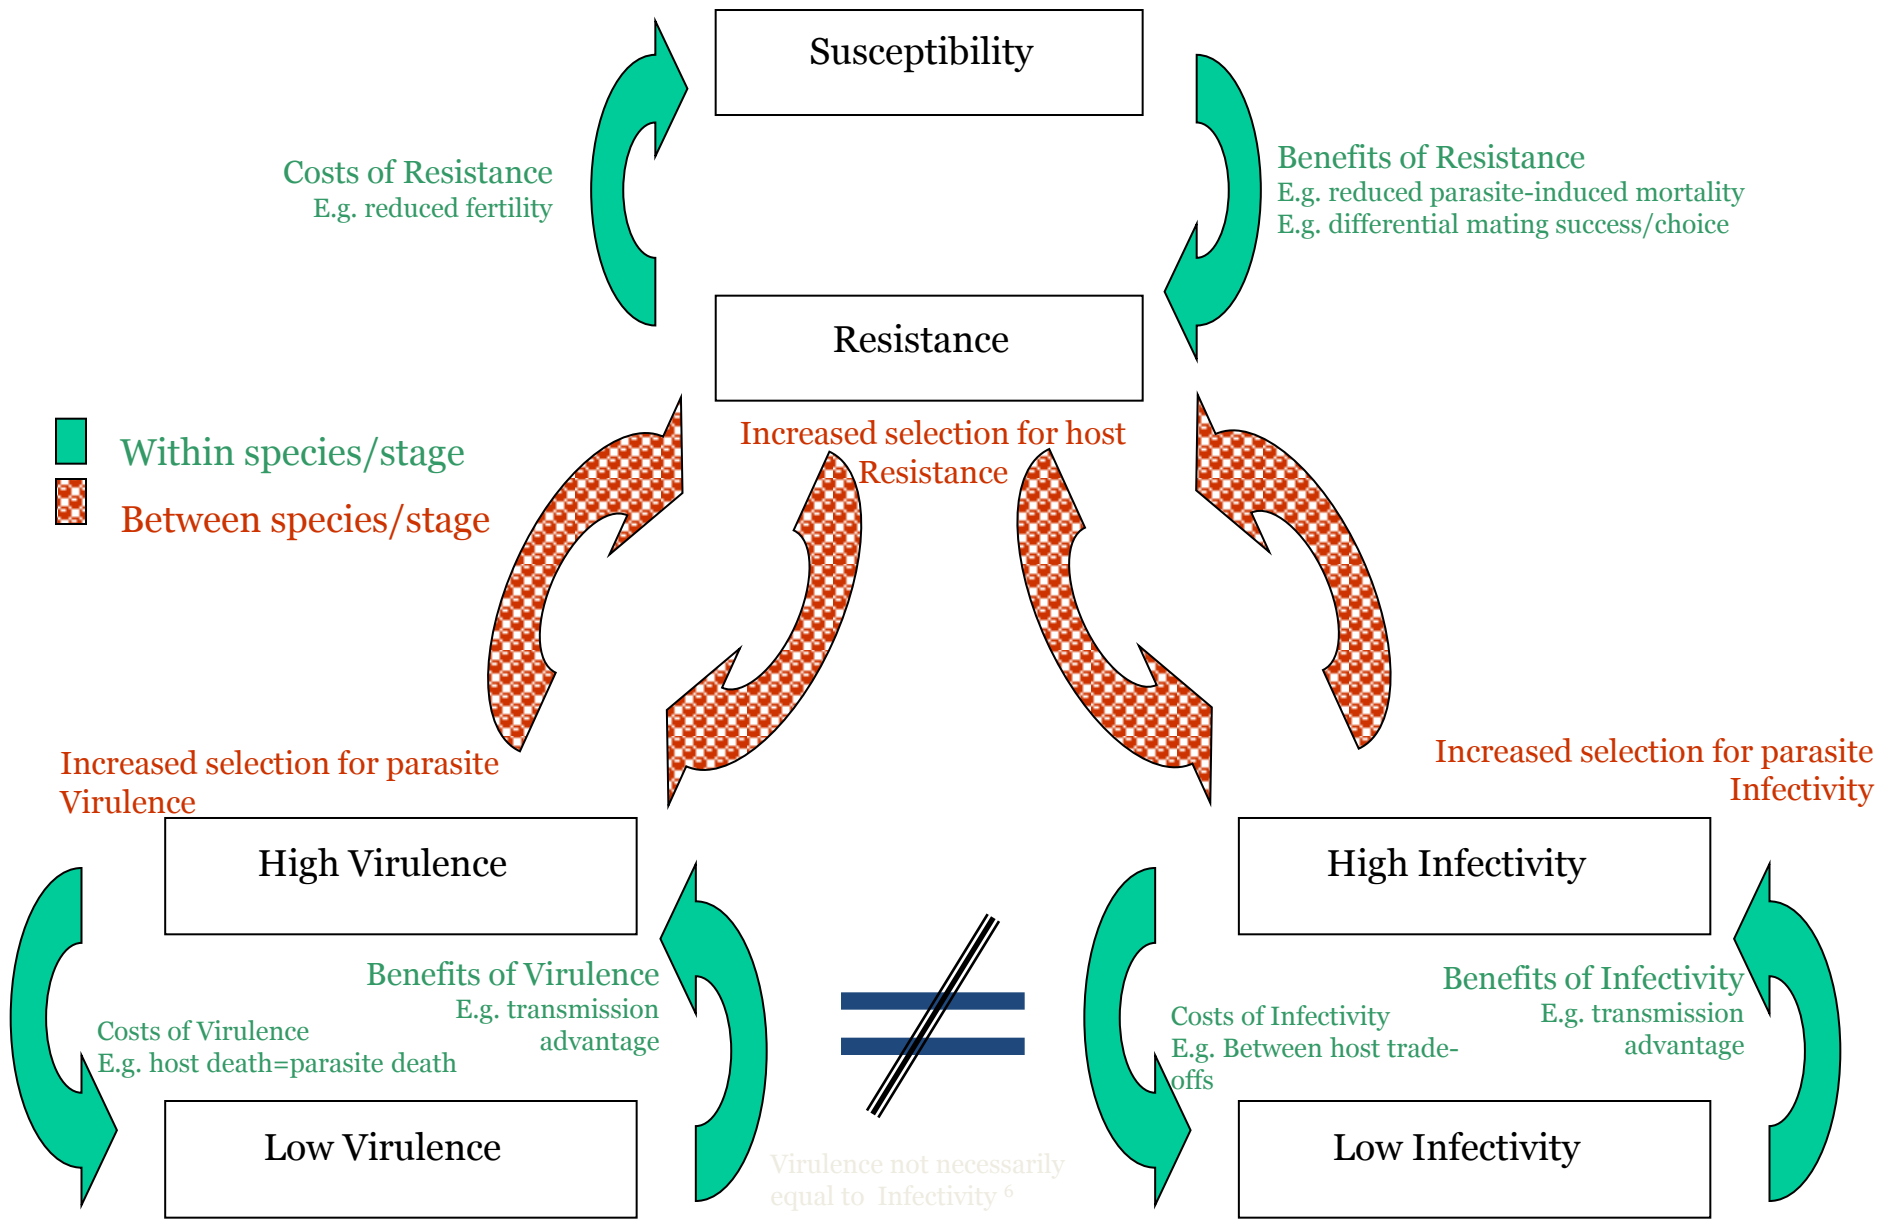 Susceptibility
Costs of Resistance
E.g. reduced fertility
Benefits of Resistance
E.g. reduced parasite-induced mortality
E.g. differential mating success/choice
Resistance
Within species/stage
Between species/stage
Increased selection for host
Resistance
Increased selection for parasite
Virulence
Increased selection for parasite
Infectivity
High Virulence
High Infectivity
Benefits of Virulence
E.g. transmission
advantage
Costs of Virulence
E.g. host death=parasite death
Benefits of Infectivity
E.g. transmission
advantage
Costs of Infectivity
E.g. Between host trade-
offs
Low Virulence
Low Infectivity
Virulence not necessarily
equal to Infectivity 6